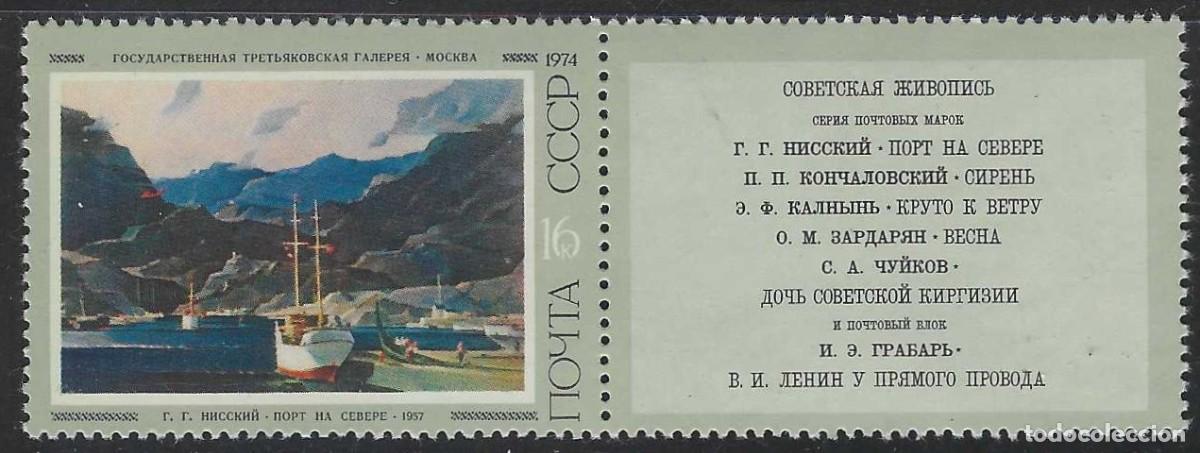 ГОСУДАРСТВЕННАЯ ТРЕТЬЯКОВСКАЯ ГАЛЕРЕЯ · МОСКВА
1974
ПОЧТА СССР
16к
Г. Г. НИССКИЙ · ПОРТ НА СЕВЕРЕ · 1957
СОВЕТСКАЯ ЖИВОПИСЬ
СЕРИЯ ПОЧТОВЫХ МАРОК
Г. Г. НИССКИЙ · ПОРТ НА СЕВЕРЕ
П. П. КОНЧАЛОВСКИЙ · СИРЕНЬ
Э. Ф. КАЛНЫНЬ · КРУТО К ВЕТРУ
О. М. ЗАРДАРЯН · ВЕСНА
С. А. ЧУЙКОВ ·
ДОЧЬ СОВЕТСКОЙ КИРГИЗИИ
И ПОЧТОВЫЙ БЛОК
И. Э. ГРАБАРЬ ·
В. И. ЛЕНИН У ПРЯМОГО ПРОВОДА
todocoleccion